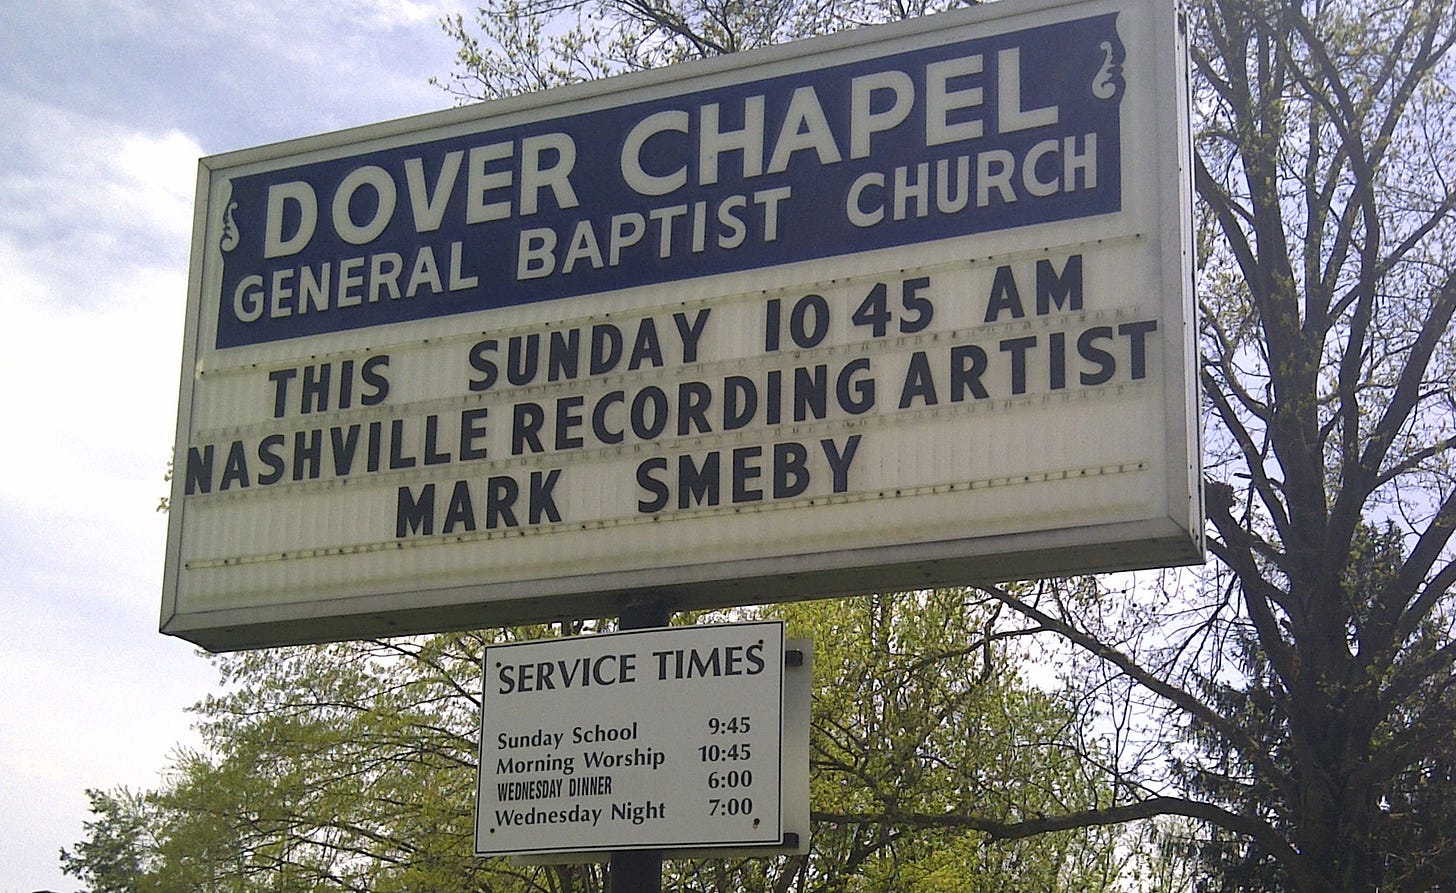 DOVER CHAPEL
GENERAL BAPTIST CHURCH
THIS SUNDAY 10 45 AM
NASHVILLE RECORDING ARTIST
MARK SMEBY
SERVICE TIMES
Sunday School 9:45
Morning Worship 10:45
WEDNESDAY DINNER 6:00
Wednesday Night 7:00